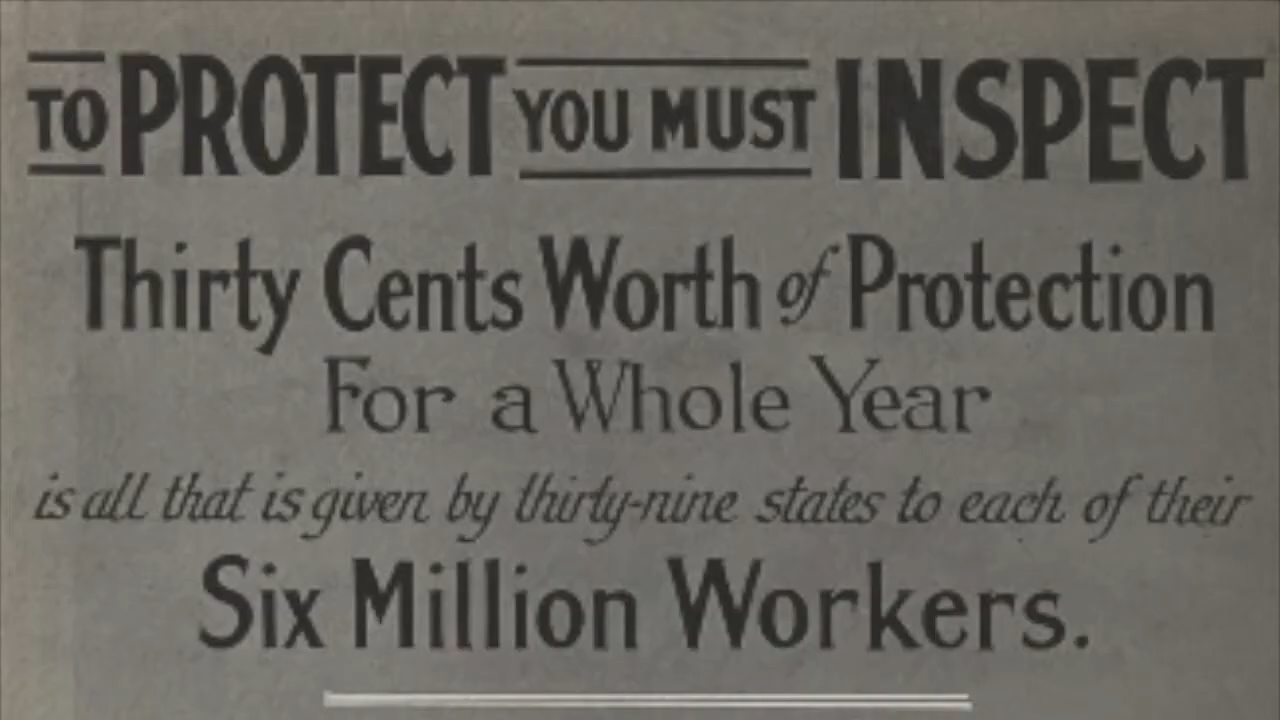 TO PROTECT YOU MUST INSPECT
Thirty Cents Worth of Protection
For a Whole Year
is all that is given by thirty-nine states to each of their
Six Million Workers.